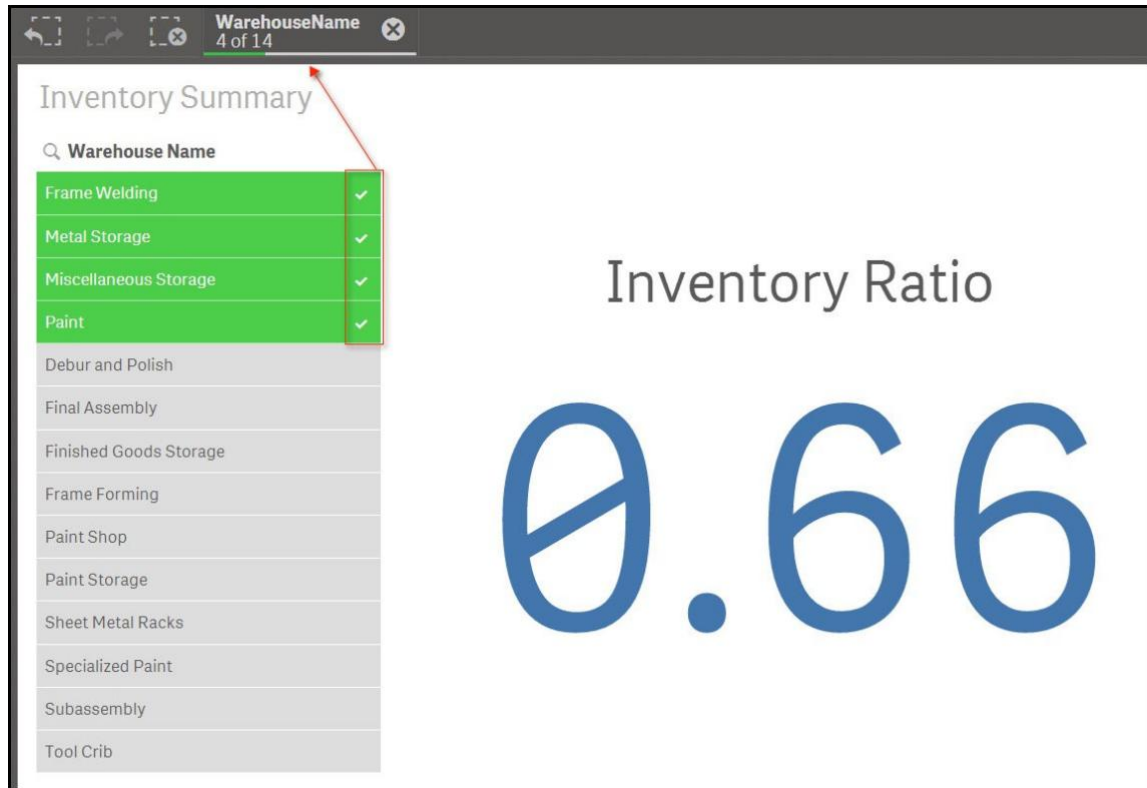 WarehouseName
4 of 14
Inventory Summary
Warehouse Name
Frame Welding
Metal Storage
Miscellaneous Storage
Paint
Debur and Polish
Final Assembly
Finished Goods Storage
Frame Forming
Paint Shop
Paint Storage
Sheet Metal Racks
Specialized Paint
Subassembly
Tool Crib
Inventory Ratio
0.66